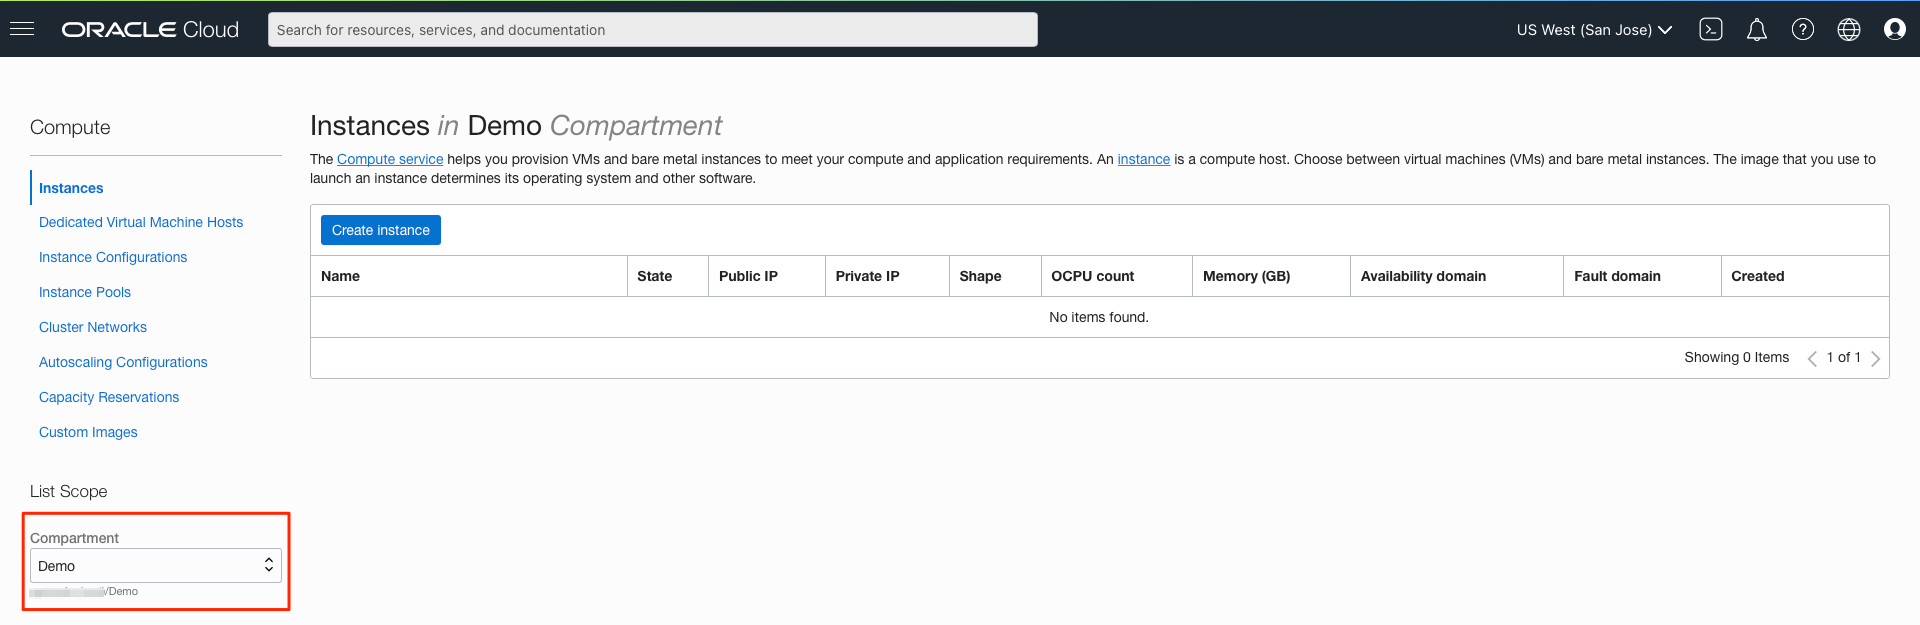 ORACLE Cloud
Search for resources, services, and documentation
US West (San Jose)
Compute
Instances
Dedicated Virtual Machine Hosts
Instance Configurations
Instance Pools
Cluster Networks
Autoscaling Configurations
Capacity Reservations
Custom Images
List Scope
Compartment
Demo
/Demo
Instances in Demo Compartment
The Compute service helps you provision VMs and bare metal instances to meet your compute and application requirements. An instance is a compute host. Choose between virtual machines (VMs) and bare metal instances. The image that you use to
launch an instance determines its operating system and other software.
Create instance
Name State Public IP Private IP Shape OCPU count Memory (GB) Availability domain Fault domain Created
No items found.
Showing 0 Items 1 of 1